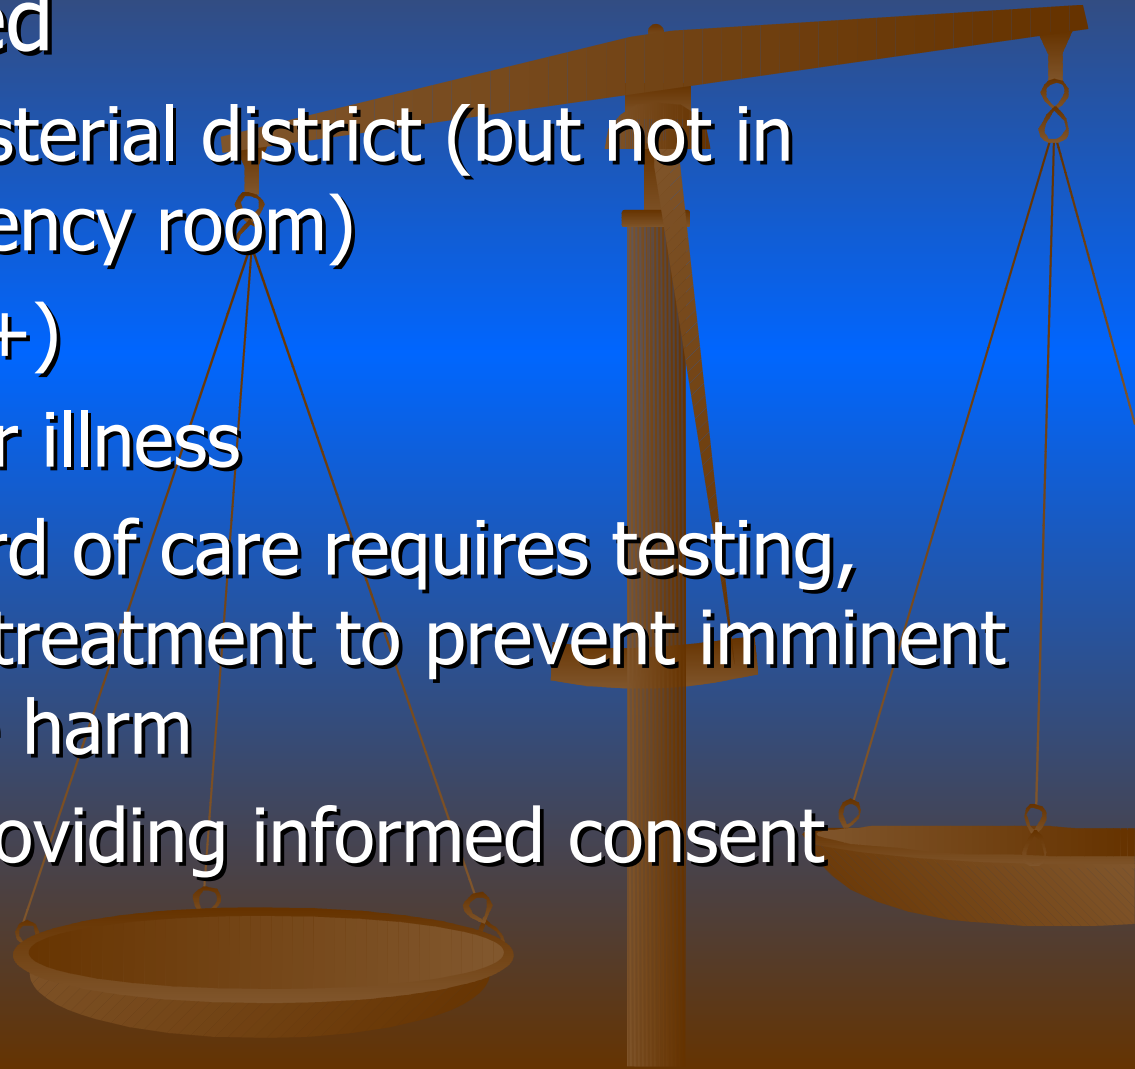 ed
sterial district (but not in
ency room)
+)
r illness
rd of care requires testing,
treatment to prevent imminent
harm
oviding informed consent